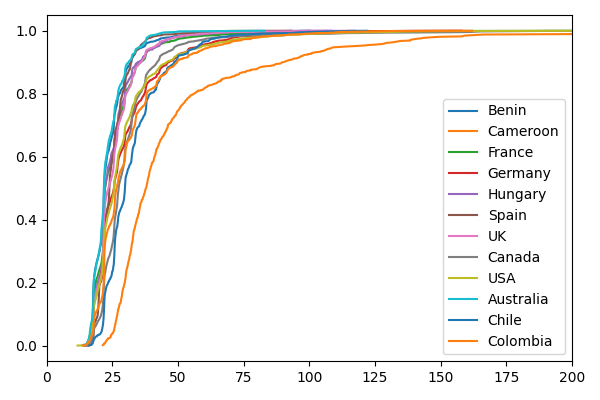 1.0
0.8
0.6
0.4
0.2
0.0
0 25 50 75 100 125 150 175 200
Benin
Cameroon
France
Germany
Hungary
Spain
UK
Canada
USA
Australia
Chile
Colombia